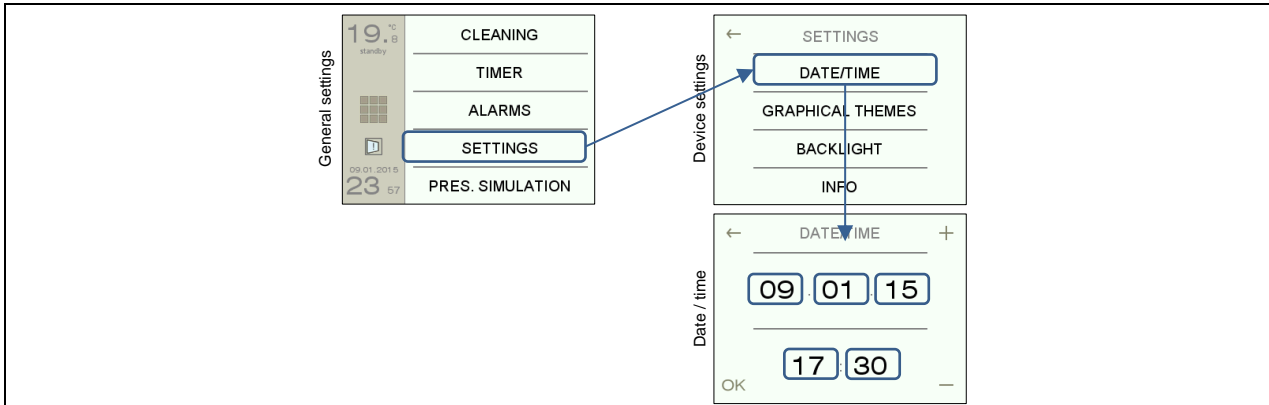 General settings
19.8 °C
standby
09.01.2015
23 57
CLEANING
TIMER
ALARMS
SETTINGS
PRES. SIMULATION
Device settings
← SETTINGS
DATE/TIME
GRAPHICAL THEMES
BACKLIGHT
INFO
Date / time
← DATE/TIME +
09.01.15
17:30
OK −